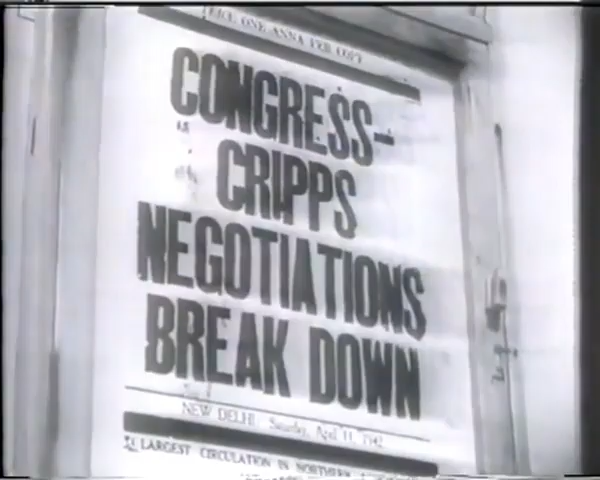 PRICE ONE ANNA PER COPY
CONGRESS-
CRIPPS
NEGOTIATIONS
BREAK DOWN
NEW DELHI: Saturday, April 11, 1942
LARGEST CIRCULATION IN NORTHERN